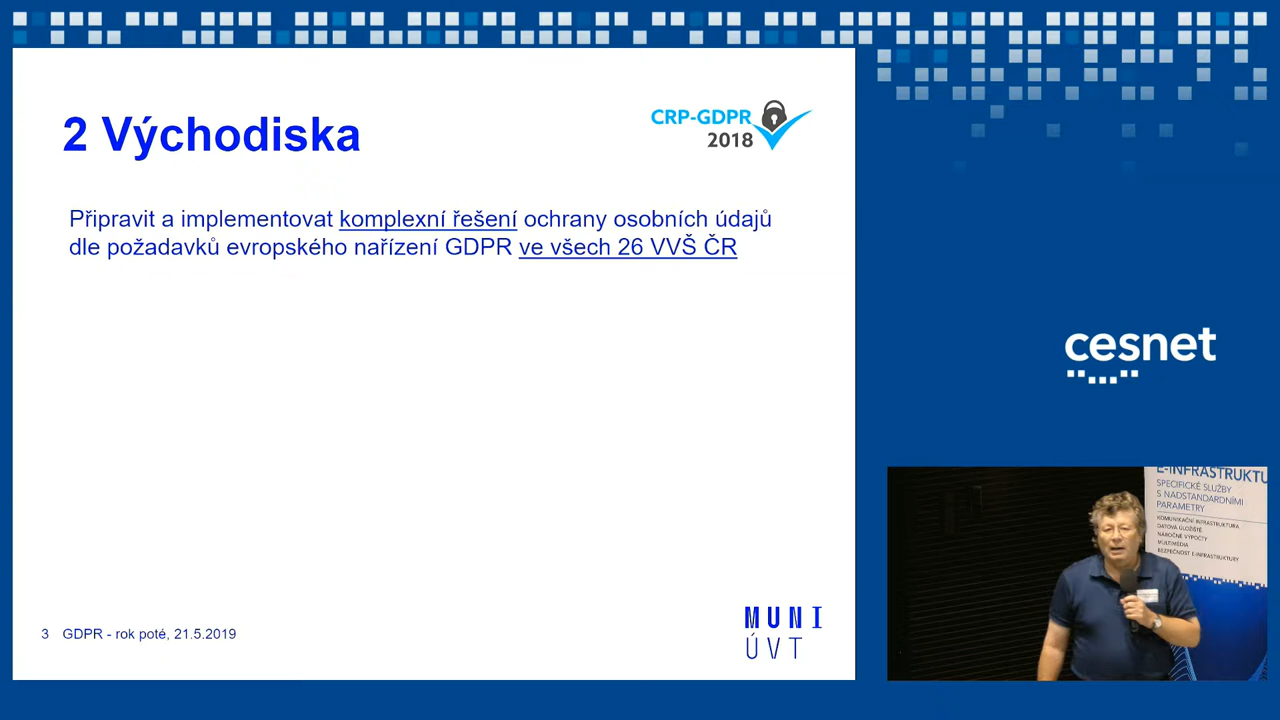 2 Východiska
CRP-GDPR
2018
Připravit a implementovat komplexní řešení ochrany osobních údajů
dle požadavků evropského nařízení GDPR ve všech 26 VVŠ ČR
3 GDPR - rok poté, 21.5.2019
MUNI
ÚVT
cesnet
E-INFRASTRUKTU
SPECIFICKÉ SLUŽBY
S NADSTANDARDNÍMI
PARAMETRY
KOMUNIKAČNÍ INFRASTRUKTURA
DATOVÁ ÚLOŽIŠTĚ
NÁROČNÉ VÝPOČTY
MULTIMÉDIA
BEZPEČNOST E-INFRASTRUKTURY